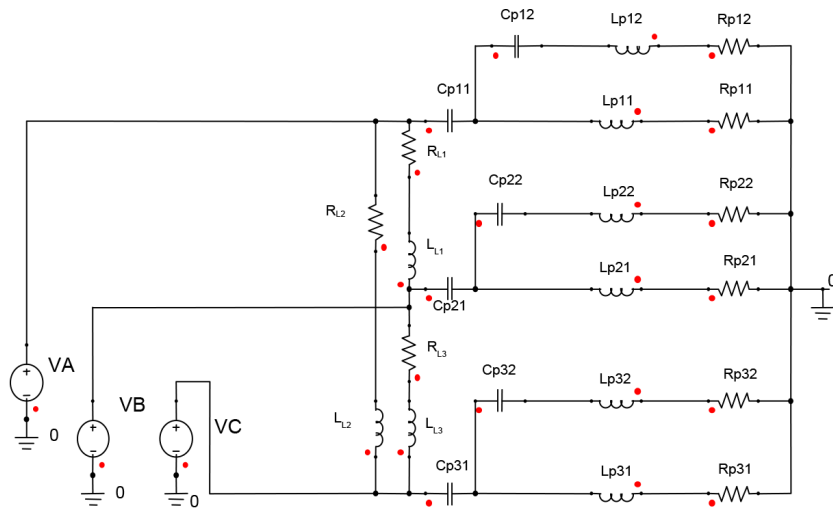 Cp12
Lp12
Rp12
Cp11
Lp11
Rp11
RL1
Cp22
Lp22
Rp22
RL2
LL1
Lp21
Rp21
Cp21
0
RL3
VA
Cp32
Lp32
Rp32
VB
VC
LL2
LL3
0
Cp31
Lp31
Rp31
0
0